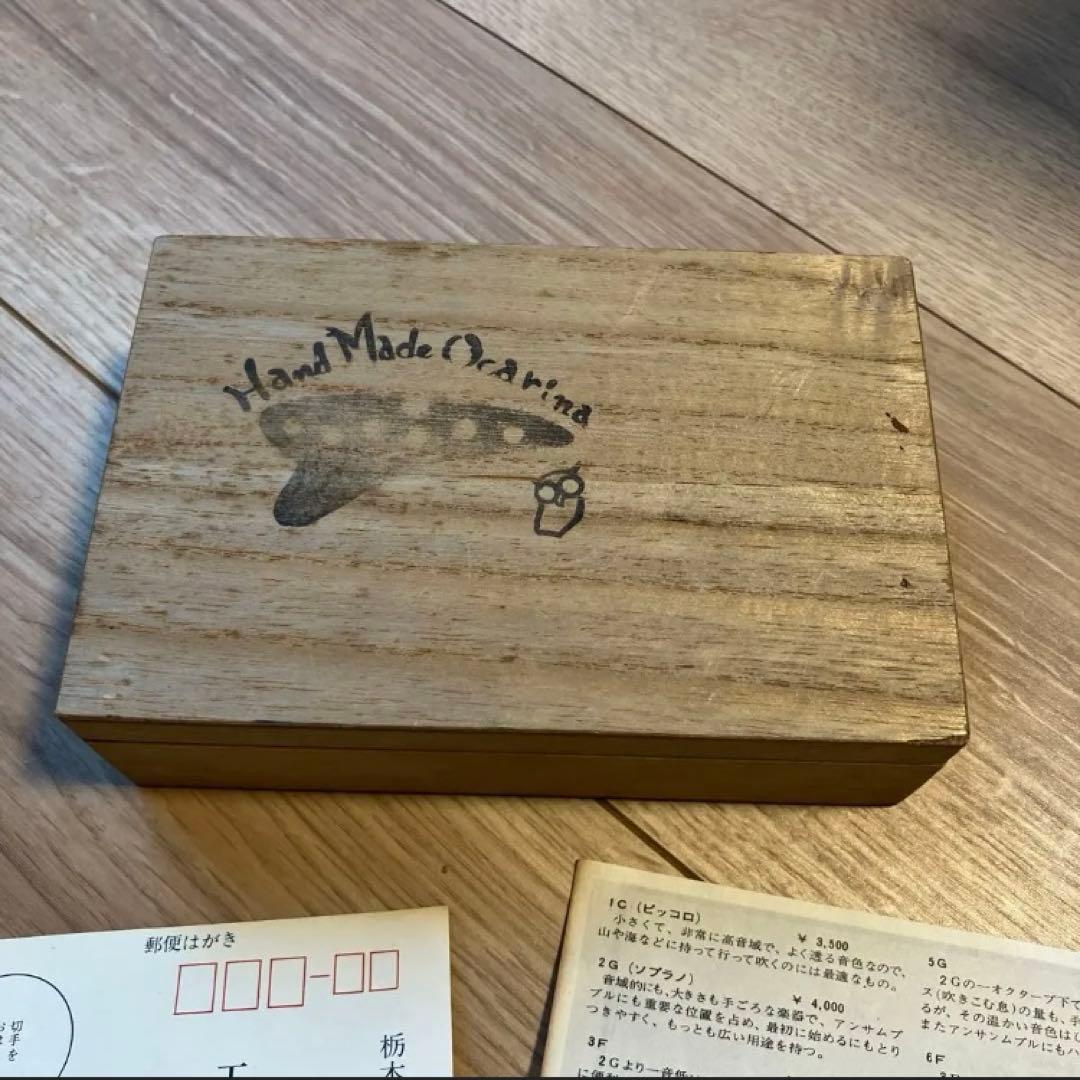 Hand Made Ocarina
郵便はがき
切手を
栃木
1C (ピッコロ)
¥ 3,500
小さくて、非常に高音域で、よく透る音色なので、
山や海などに持って行って吹くのには最適なもの。
2G (ソプラノ)
¥ 4,000
音域的にも、大きさも手ごろな楽器で、アンサムブ
ブルにも重要な位置を占め、最初に始めるにもとり
つきやすく、もっとも広い用途を持つ。
3F
2Gより一音低
に便利
5G
2Gの一オクターブ下で
ス(吹きこむ息)の量も、手
るが、その温かい音色は
またアンサムブルにも
6F